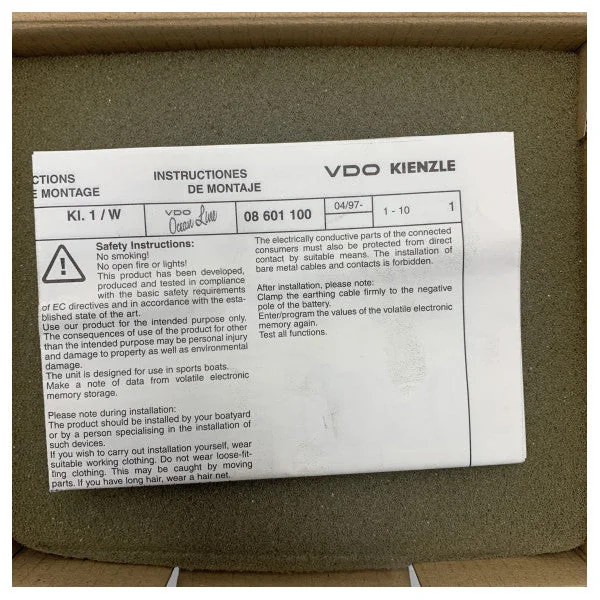 CTIONS
E MONTAGE
INSTRUCTIONES
DE MONTAJE
VDO KIENZLE
Kl. 1 / W
VDO
Ocean Line
08 601 100
04/97-
1 - 10
1
Safety Instructions:
No smoking!
No open fire or lights!
This product has been developed,
produced and tested in compliance
with the basic safety requirements
of EC directives and in accordance with the esta-
blished state of the art.
Use our product for the intended purpose only.
The consequences of use of the product for other
than the intended purpose may be personal injury
and damage to property as well as environmental
damage.
The unit is designed for use in sports boats.
Make a note of data from volatile electronic
memory storage.
Please note during installation:
The product should be installed by your boatyard
or by a person specialising in the installation of
such devices.
If you wish to carry out installation yourself, wear
suitable working clothing. Do not wear loose-fit-
ting clothing. This may be caught by moving
parts. If you have long hair, wear a hair net.
The electrically conductive parts of the connected
consumers must also be protected from direct
contact by suitable means. The installation of
bare metal cables and contacts is forbidden.
After installation, please note:
Clamp the earthing cable firmly to the negative
pole of the battery.
Enter/program the values of the volatile electronic
memory again.
Test all functions.